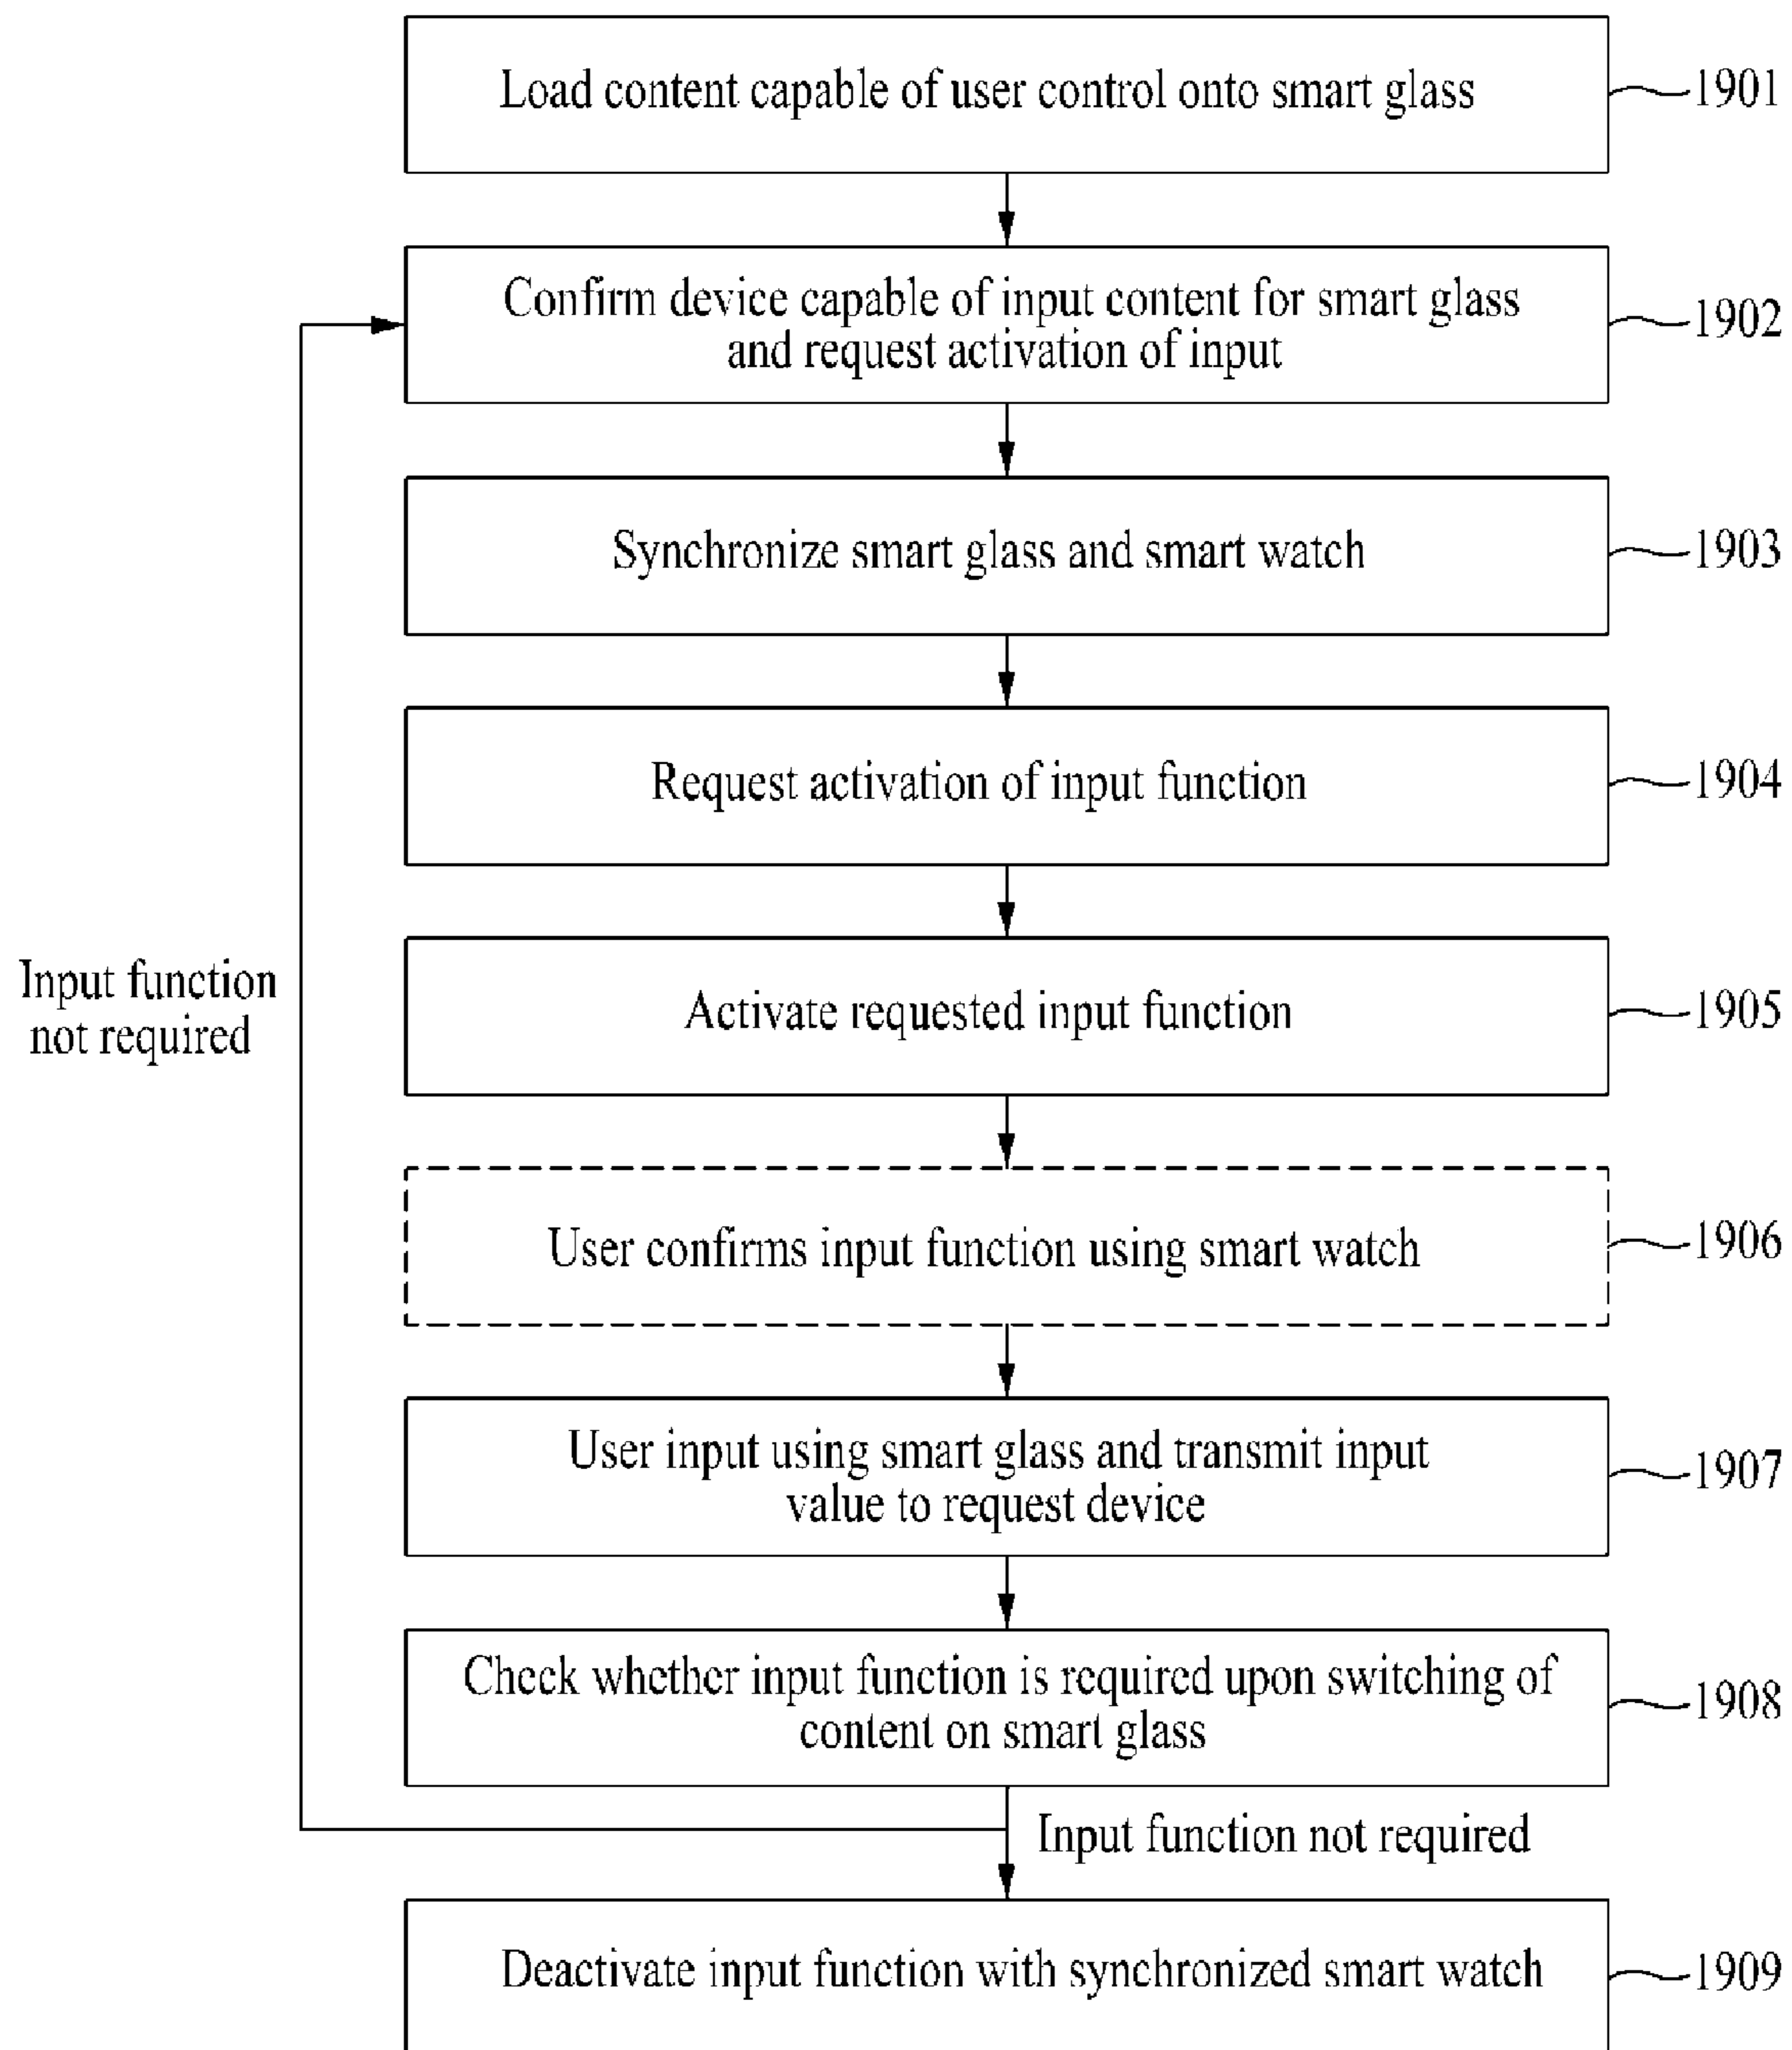 Load content capable of user control onto smart glass
1901
Confirm device capable of input content for smart glass
and request activation of input
1902
Synchronize smart glass and smart watch
1903
Request activation of input function
1904
Input function
not required
Activate requested input function
1905
User confirms input function using smart watch
1906
User input using smart glass and transmit input
value to request device
1907
Check whether input function is required upon switching of
content on smart glass
1908
Input function not required
Deactivate input function with synchronized smart watch
1909